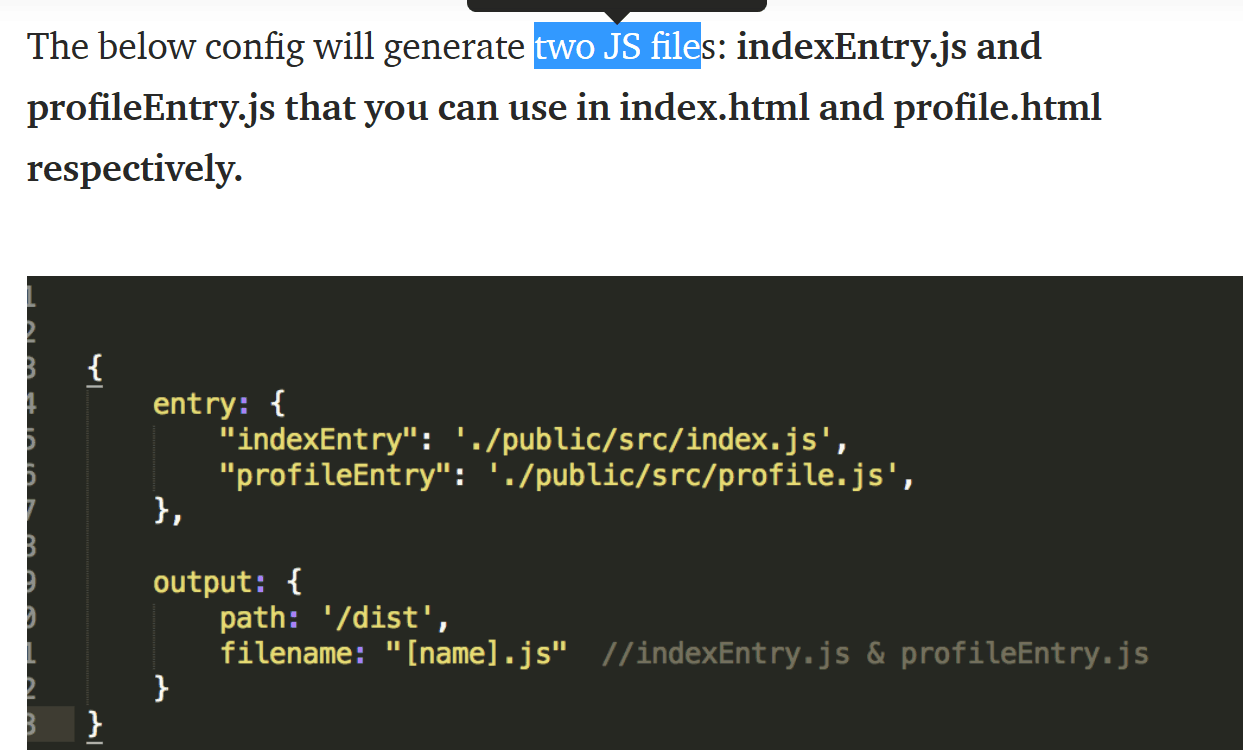 The below config will generate two JS files: indexEntry.js and
profileEntry.js that you can use in index.html and profile.html
respectively.
1
2
3 {
4 entry: {
5 "indexEntry": './public/src/index.js',
6 "profileEntry": './public/src/profile.js',
7 },
8
9 output: {
0 path: '/dist',
1 filename: "[name].js" //indexEntry.js & profileEntry.js
2 }
3 }